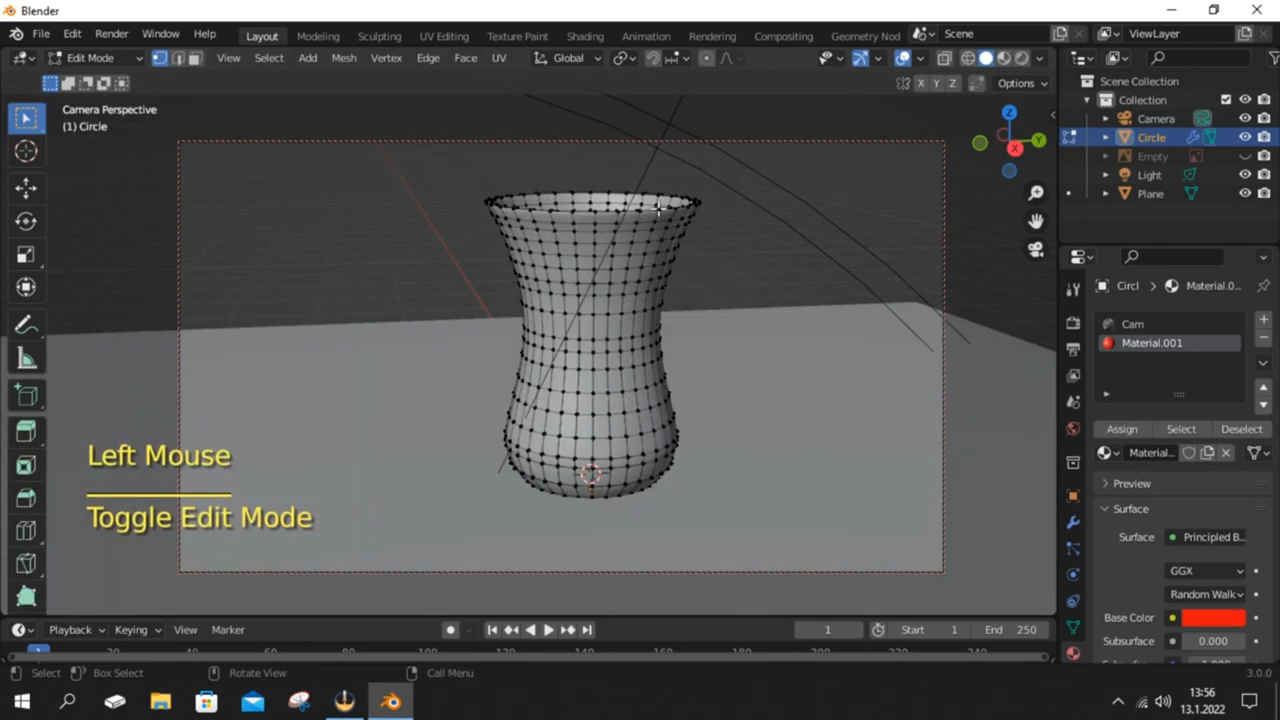 Blender
File Edit Render Window Help
Layout Modeling Sculpting UV Editing Texture Paint Shading Animation Rendering Compositing Geometry Nod
Scene
ViewLayer
Edit Mode
View Select Add Mesh Vertex Edge Face UV
Global
X Y Z
Options
Camera Perspective
(1) Circle
Z
Y
X
Scene Collection
Collection
Camera
Circle
Empty
Light
Plane
Circl > Material.0...
Cam
Material.001
Assign Select Deselect
Material...
Preview
Surface
Surface Principled B...
GGX
Random Walk
Base Color
Subsurface 0.000
Left Mouse
Toggle Edit Mode
Playback Keying View Marker
1
Start 1 End 250
1
Select Box Select Rotate View Call Menu
3.0.0
13:56
13.1.2022